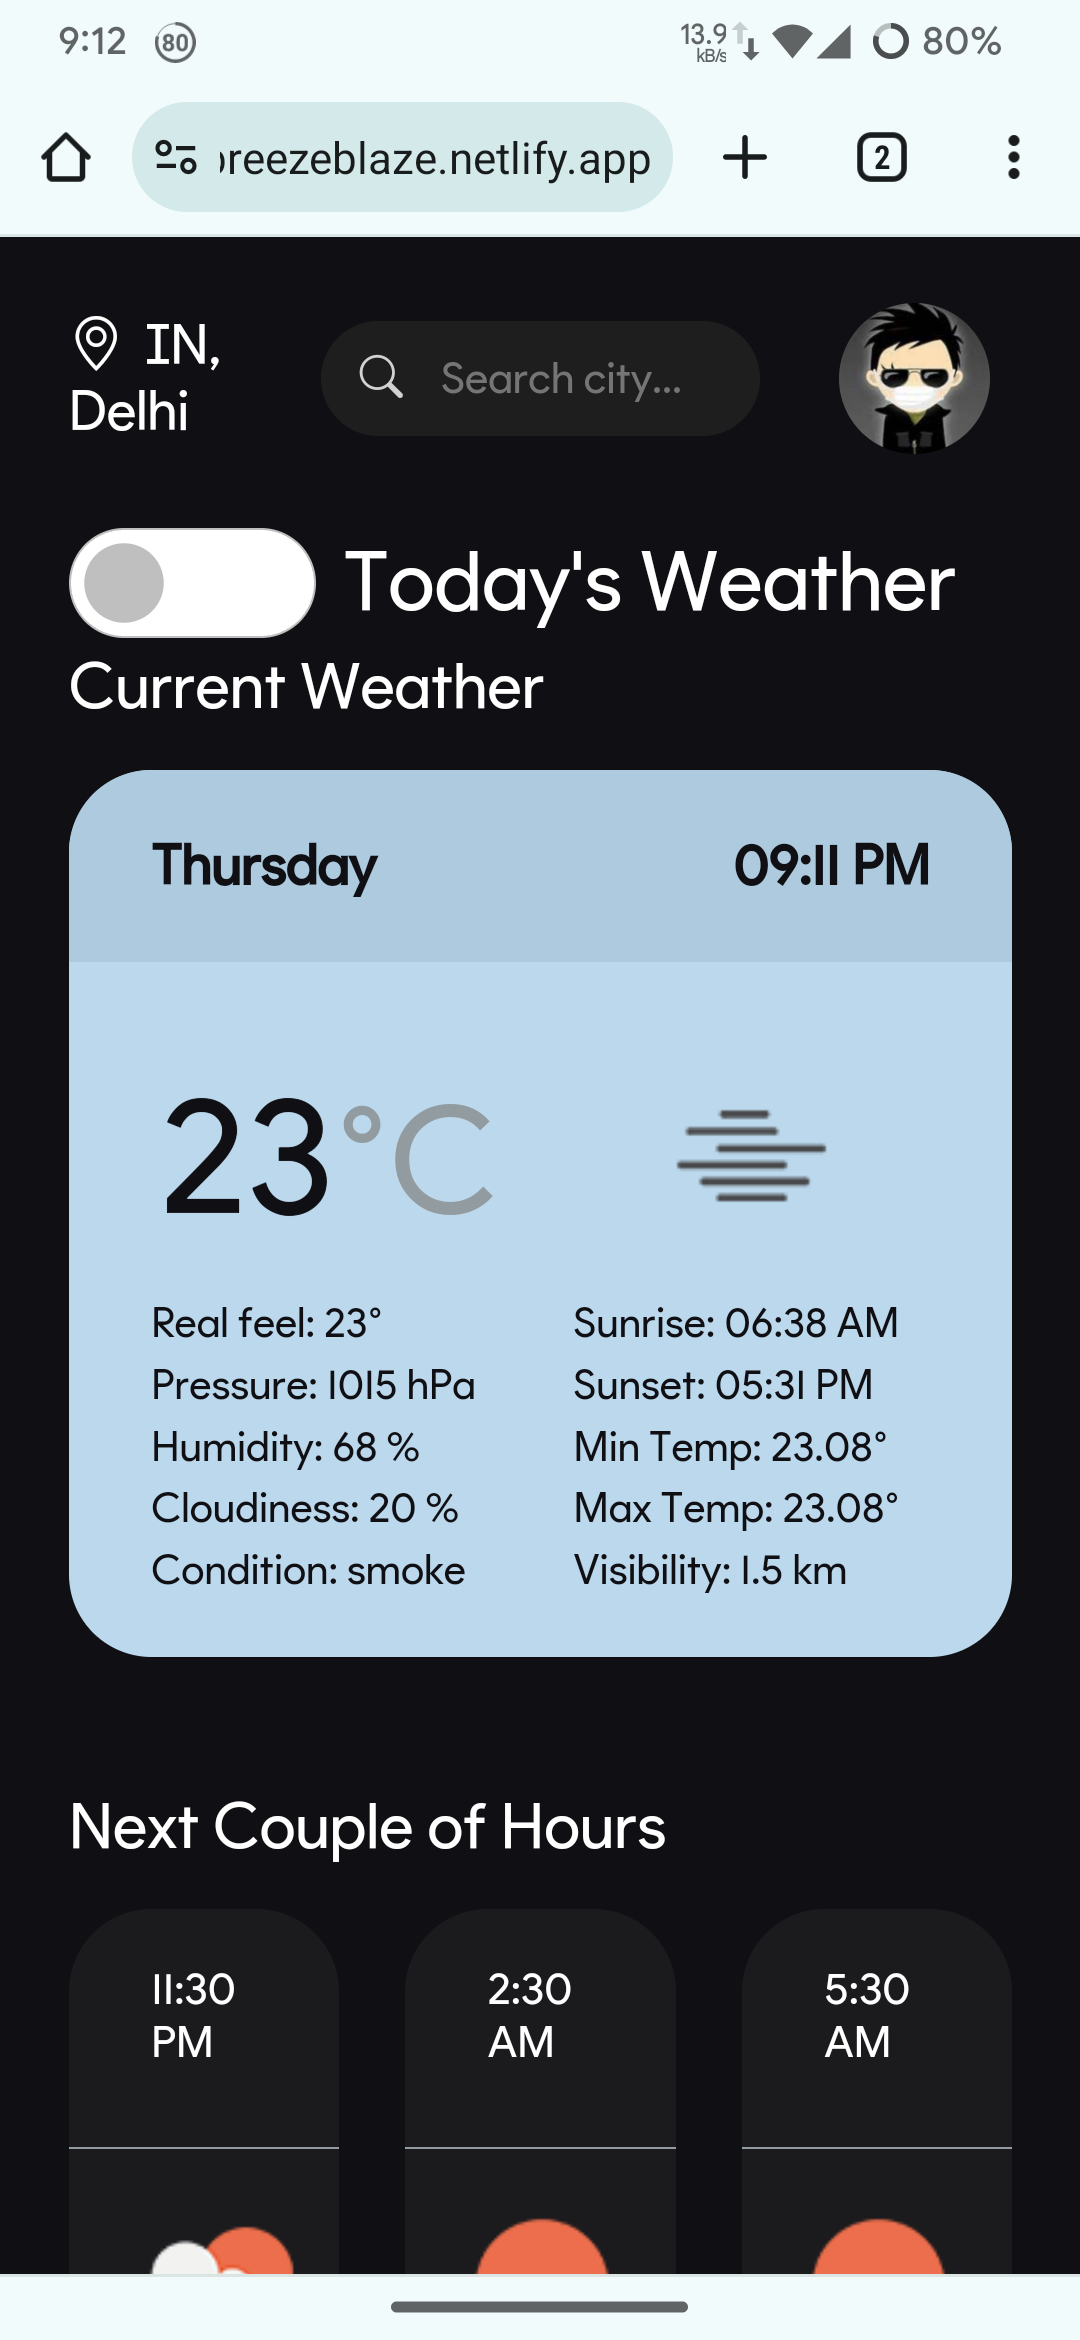 9:12 80 13.9 kB/s 80%
reezeblaze.netlify.app 2
IN,
Delhi
Search city...
Today's Weather
Current Weather
Thursday 09:11 PM
23°C
Real feel: 23° Sunrise: 06:38 AM
Pressure: 1015 hPa Sunset: 05:31 PM
Humidity: 68 % Min Temp: 23.08°
Cloudiness: 20 % Max Temp: 23.08°
Condition: smoke Visibility: 1.5 km
Next Couple of Hours
11:30 PM
2:30 AM
5:30 AM